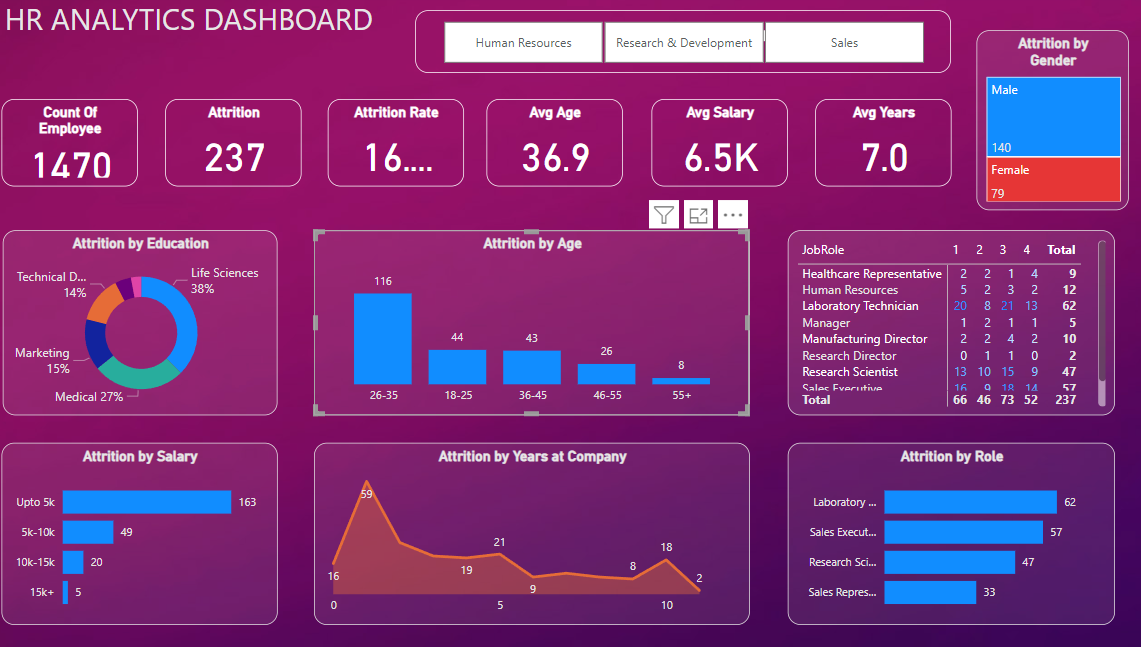 HR ANALYTICS DASHBOARD
Human Resources
Research & Development
Sales
Attrition by
Gender
Male
140
Female
79
Count Of
Employee
1470
Attrition
237
Attrition Rate
16....
Avg Age
36.9
Avg Salary
6.5K
Avg Years
7.0
Attrition by Education
Life Sciences
38%
Technical D...
14%
Marketing
15%
Medical 27%
Attrition by Age
116
44
43
26
8
26-35 18-25 36-45 46-55 55+
JobRole 1 2 3 4 Total
Healthcare Representative 2 2 1 4 9
Human Resources 5 2 3 2 12
Laboratory Technician 20 8 21 13 62
Manager 1 2 1 1 5
Manufacturing Director 2 2 4 2 10
Research Director 0 1 1 0 2
Research Scientist 13 10 15 9 47
Sales Executive 16 9 18 14 57
Total 66 46 73 52 237
Attrition by Salary
Upto 5k 163
5k-10k 49
10k-15k 20
15k+ 5
Attrition by Years at Company
59
16
19
21
9
8
18
2
0 5 10
Attrition by Role
Laboratory ... 62
Sales Execut... 57
Research Sci... 47
Sales Repres... 33